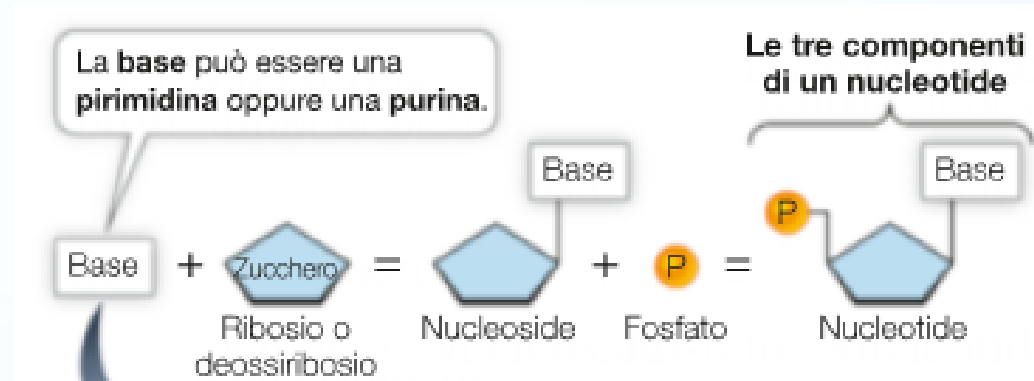 La base può essere una
pirimidina oppure una purina.
Le tre componenti
di un nucleotide
Base + Zucchero = Base + P = P Base
Ribosio o
deossiribosio
Nucleoside
Fosfato
Nucleotide